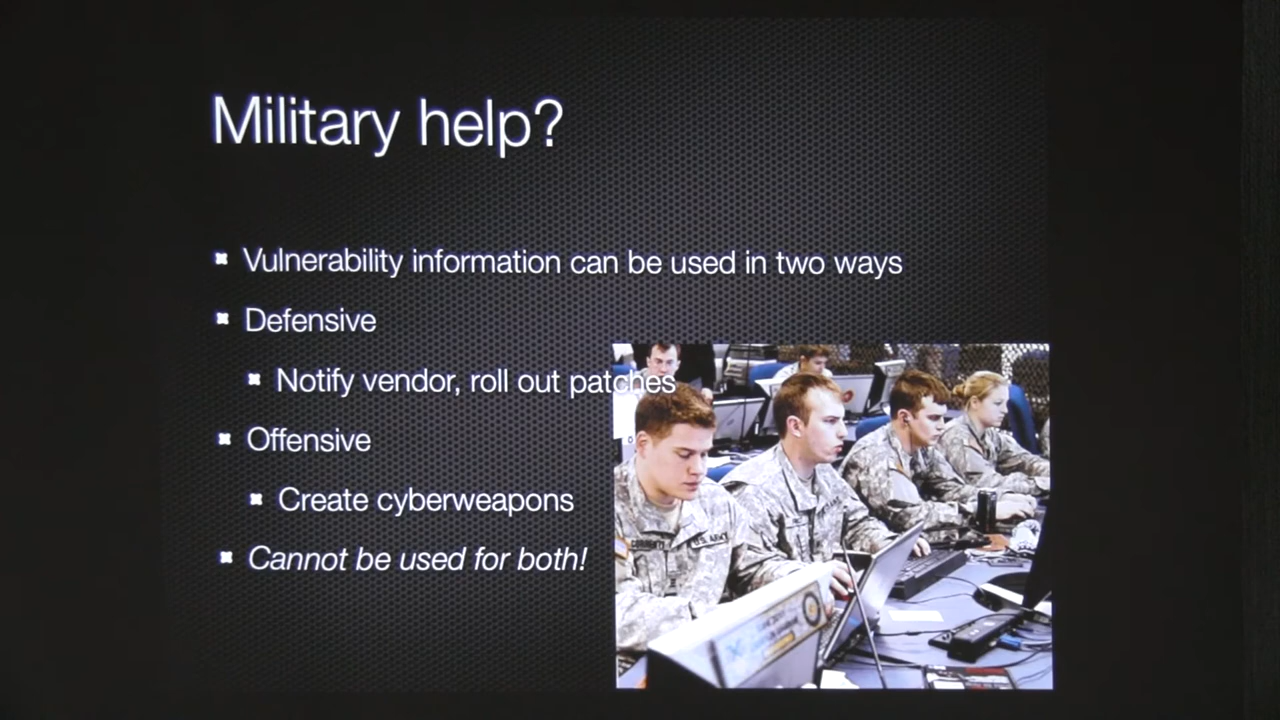 Military help?
Vulnerability information can be used in two ways
Defensive
Notify vendor, roll out patches
Offensive
Create cyberweapons
Cannot be used for both!
U.S. ARMY